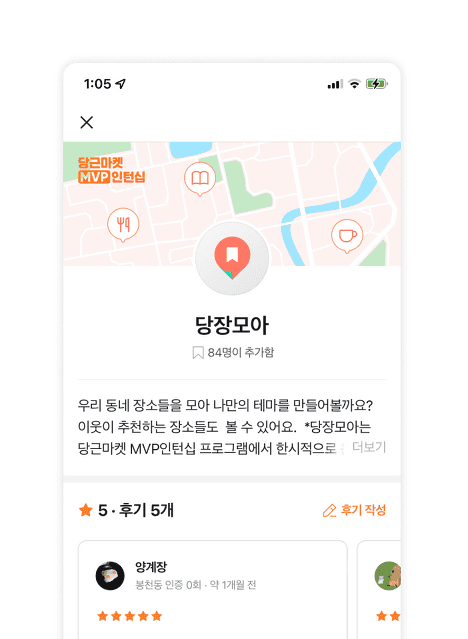 1:05
당근마켓
MVP인턴십
당장모아
84명이 추가함
우리 동네 장소들을 모아 나만의 테마를 만들어볼까요?
이웃이 추천하는 장소들도 볼 수 있어요. *당장모아는
당근마켓 MVP인턴십 프로그램에서 한시적으로 더보기
5 · 후기 5개 후기 작성
양계장
봉천동 인증 0회 · 약 1개월 전